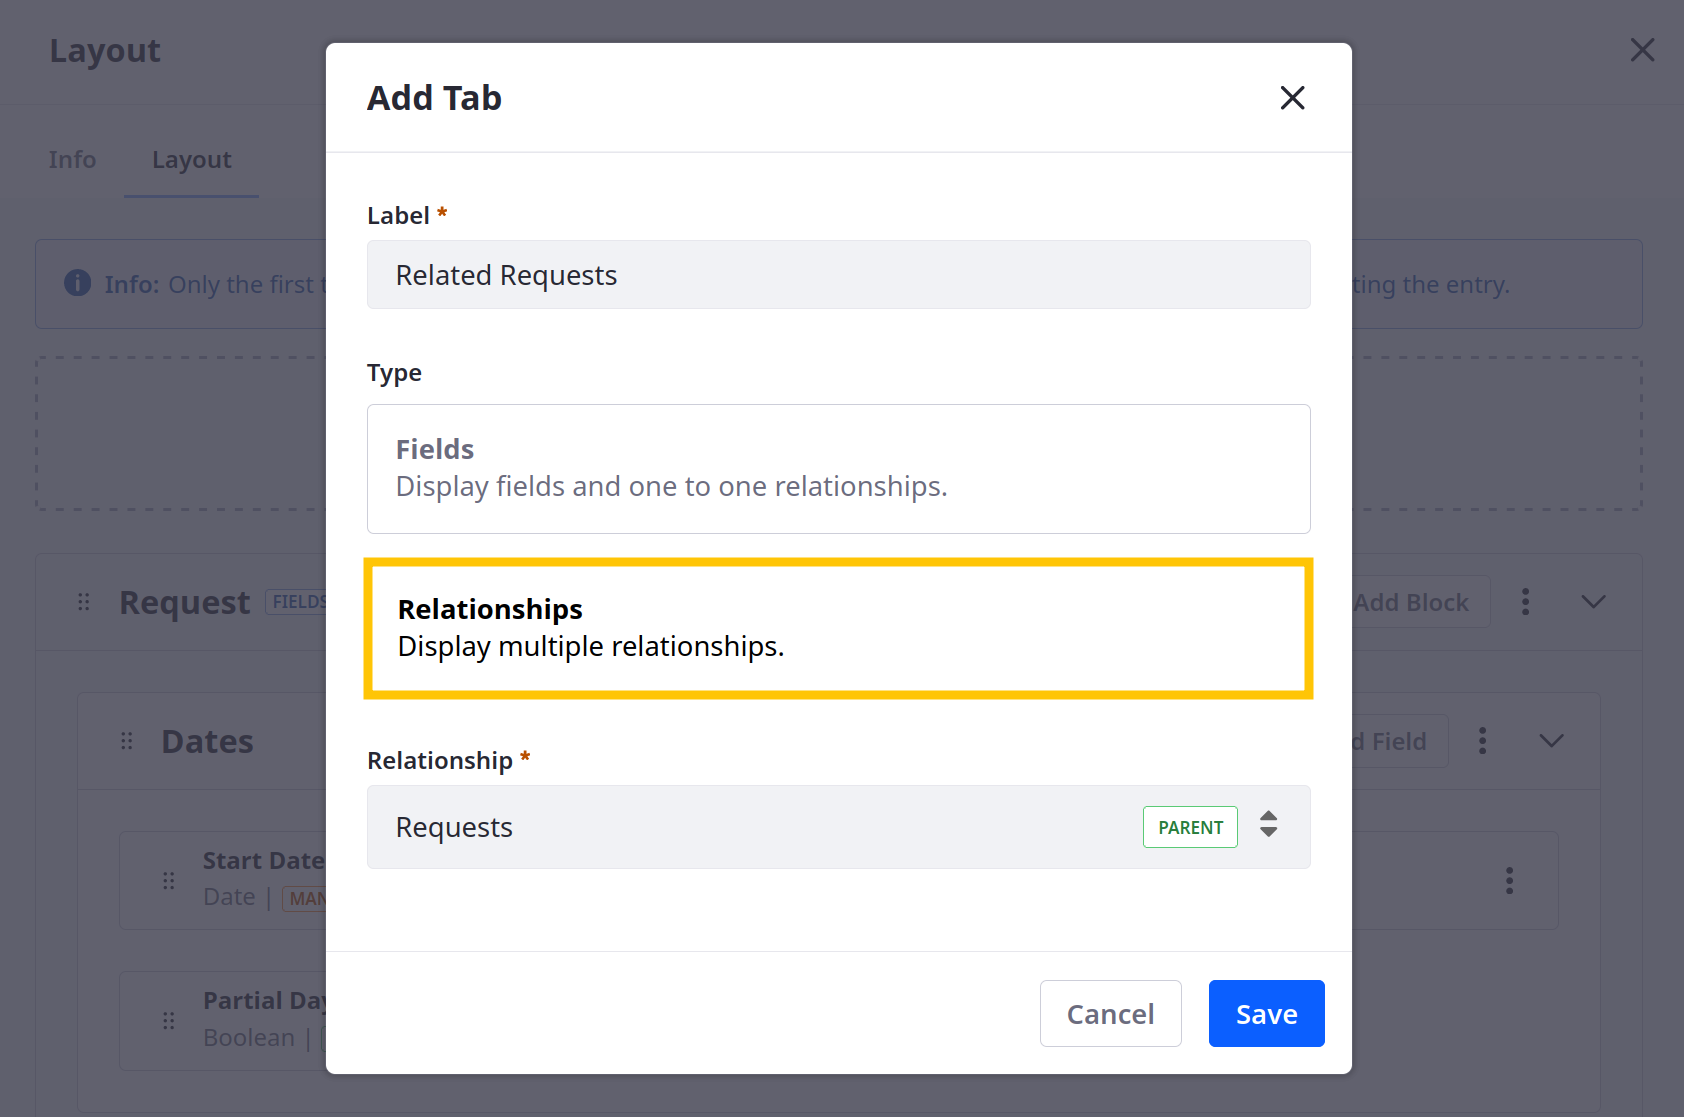 Layout
Add Tab
Info
Layout
Label *
Related Requests
Info: Only the first
ting the entry.
Type
Fields
Display fields and one to one relationships.
Relationships
Display multiple relationships.
Request FIELDS
Add Block
Dates
d Field
Relationship *
Requests PARENT
Start Date
Date | MAN
Partial Day
Boolean |
Cancel
Save